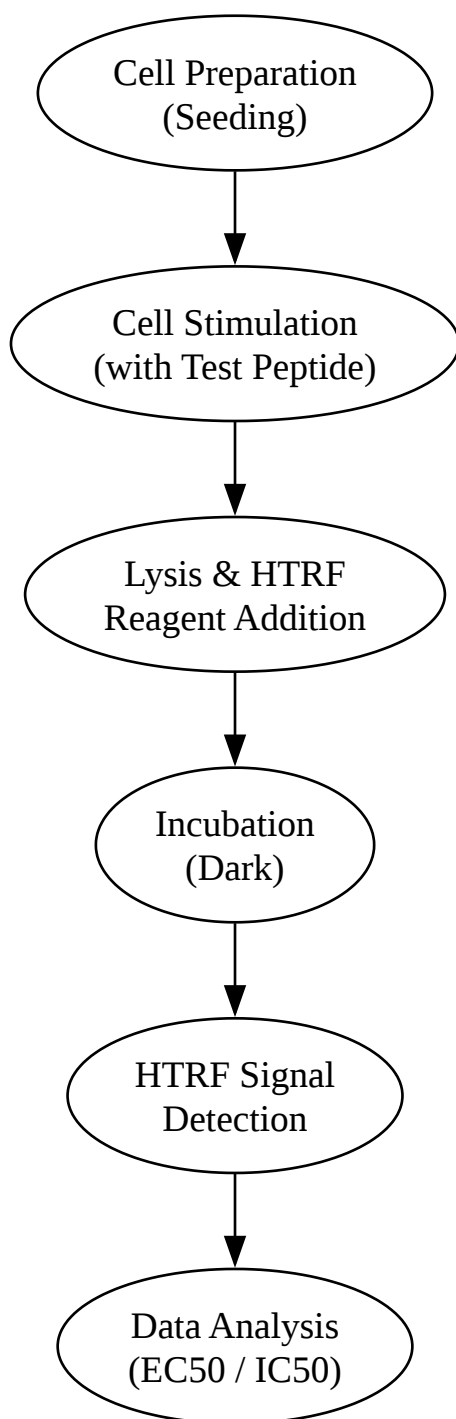 Cell Preparation
(Seeding)
Cell Stimulation
(with Test Peptide)
Lysis & HTRF
Reagent Addition
Incubation
(Dark)
HTRF Signal
Detection
Data Analysis
(EC50 / IC50)